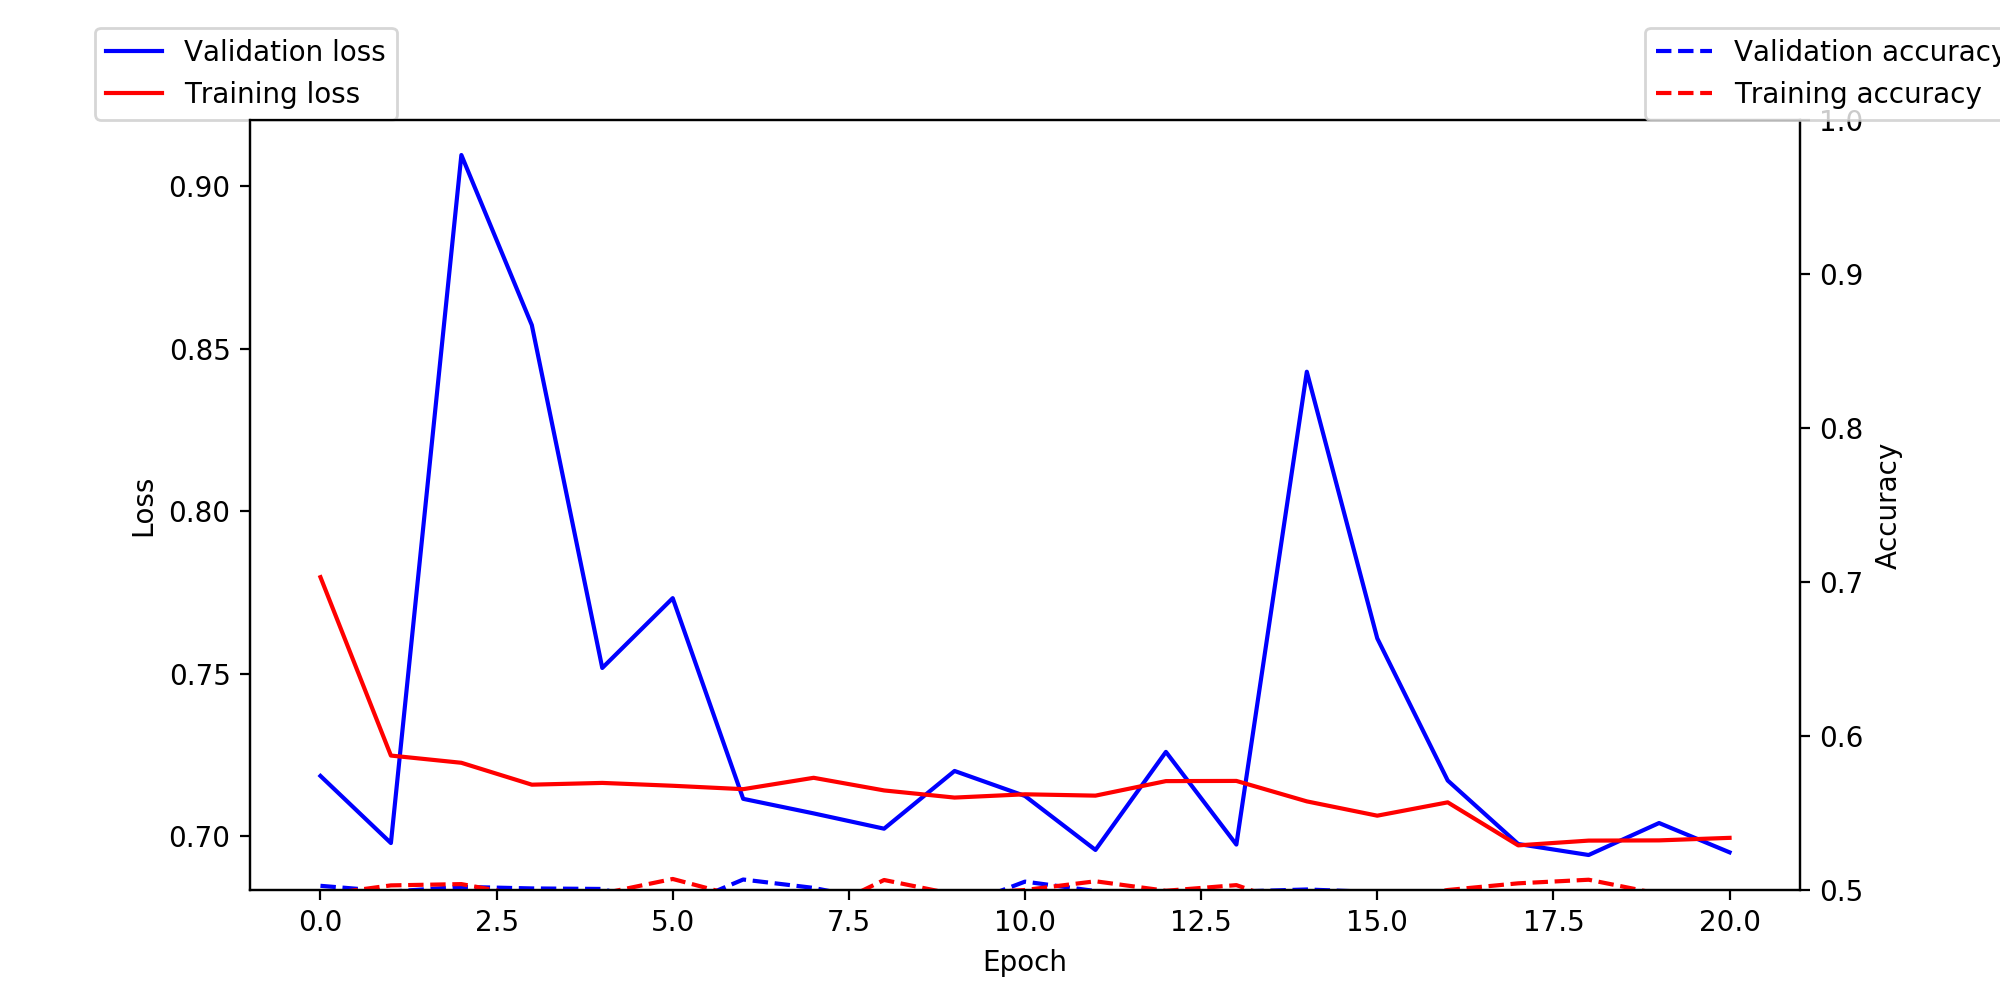 Validation loss
Training loss
Validation accuracy
Training accuracy
0.90
0.85
0.80
0.75
0.70
Loss
1.0
0.9
0.8
0.7
0.6
0.5
Accuracy
0.0 2.5 5.0 7.5 10.0 12.5 15.0 17.5 20.0
Epoch